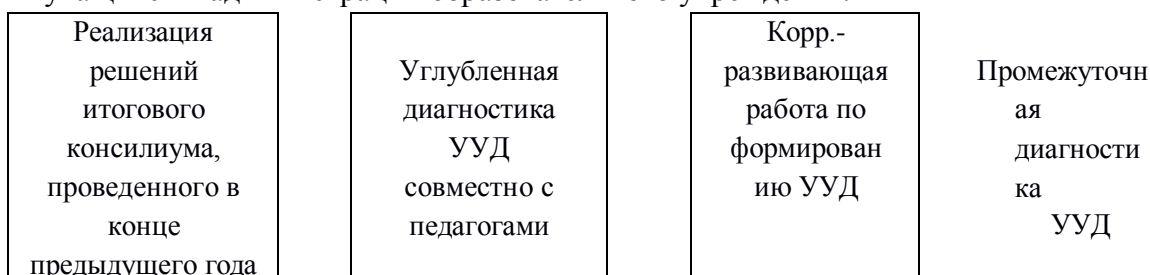 Реализация
решений
итогового
консилиума,
проведенного в
конце
предыдущего года
Углубленная
диагностика
УУД
совместно с
педагогами
Корр.-
развивающая
работа по
формирован
ию УУД
Промежуточн
ая
диагности
ка
УУД